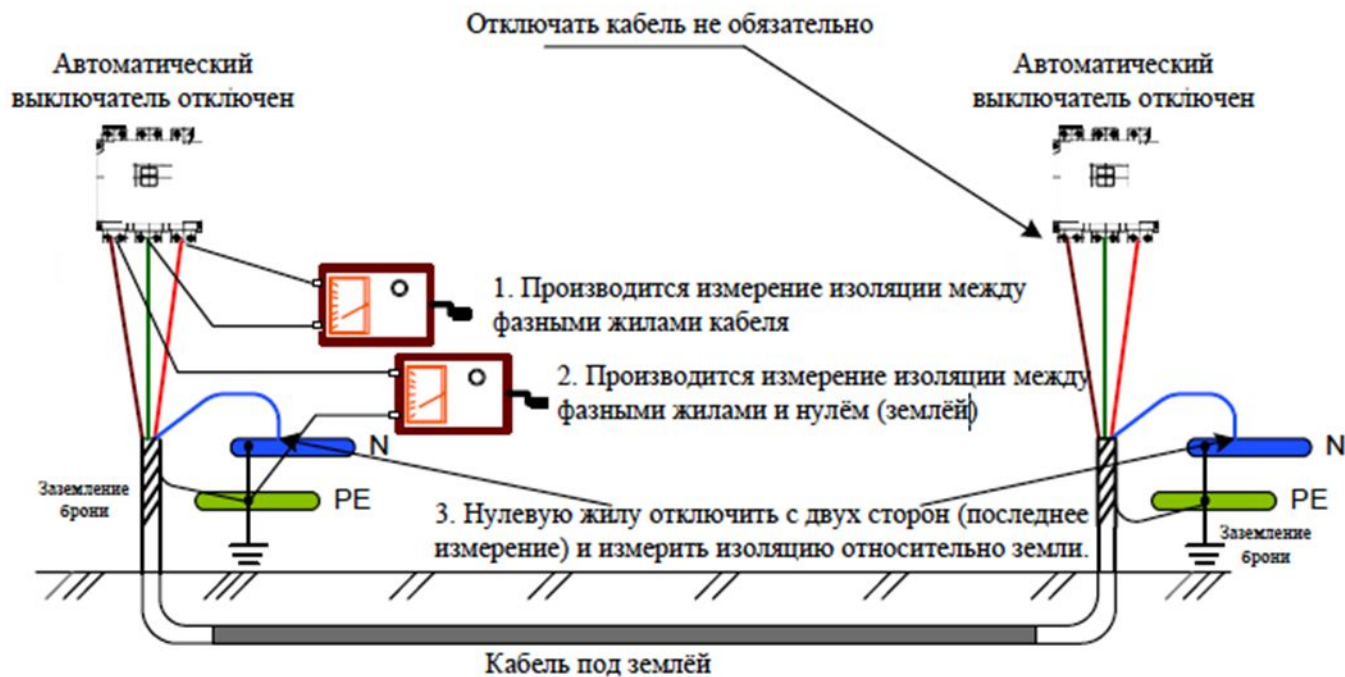 Отключать кабель не обязательно
Автоматический
выключатель отключен
Автоматический
выключатель отключен
1. Производится измерение изоляции между
фазными жилами кабеля
2. Производится измерение изоляции между
фазными жилами и нулём (землёй)
N
N
PE
PE
Заземление
брони
3. Нулевую жилу отключить с двух сторон (последнее
измерение) и измерить изоляцию относительно земли.
Заземление
брони
Кабель под землёй